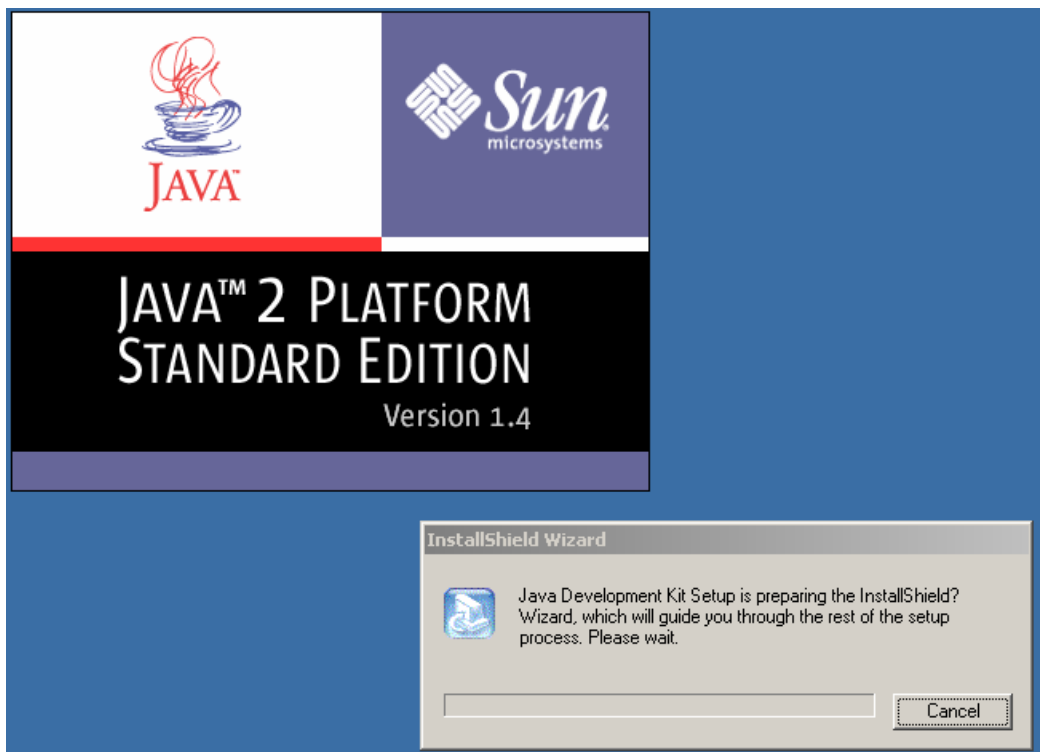 JAVA™
Sun
microsystems
JAVA™ 2 PLATFORM
STANDARD EDITION
Version 1.4
InstallShield Wizard
Java Development Kit Setup is preparing the InstallShield?
Wizard, which will guide you through the rest of the setup
process. Please wait.
Cancel